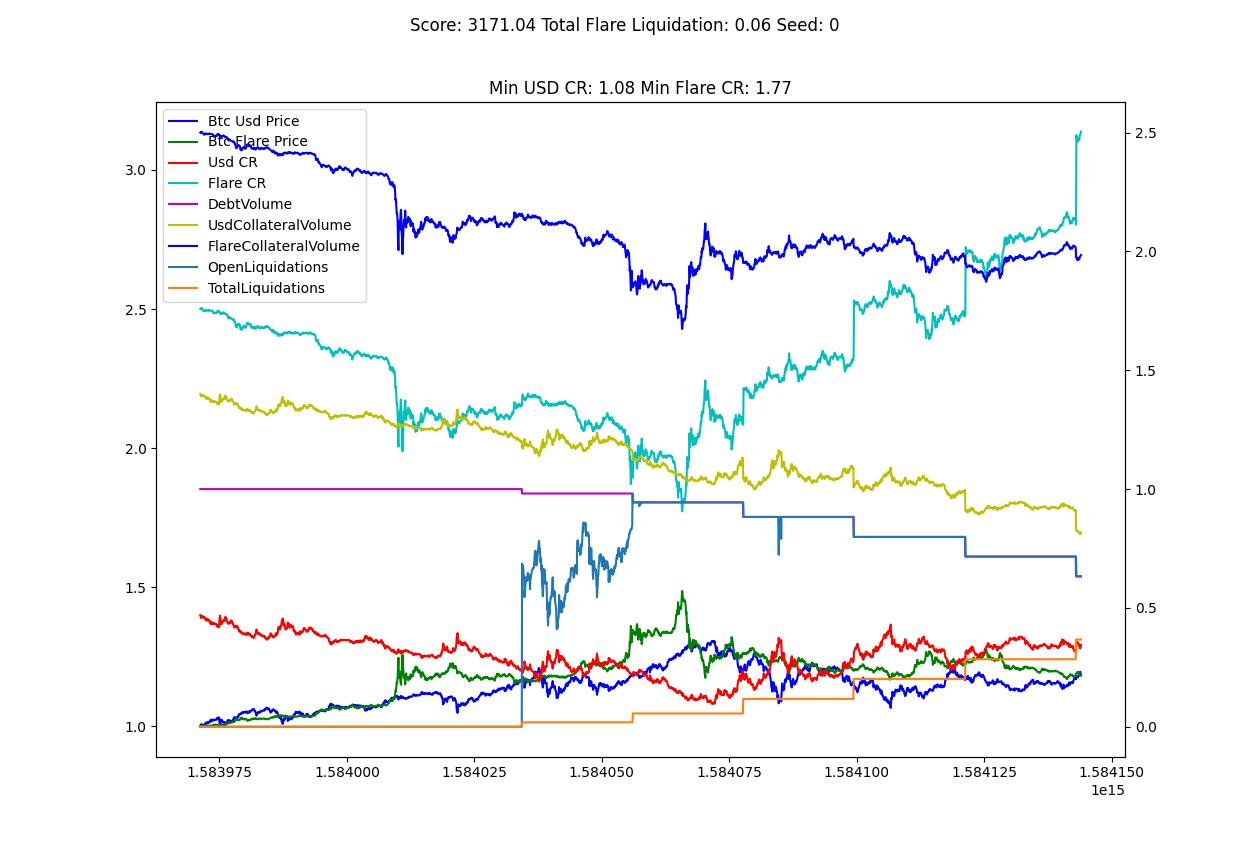 Score: 3171.04 Total Flare Liquidation: 0.06 Seed: 0
Min USD CR: 1.08 Min Flare CR: 1.77
Btc Usd Price
Btc Flare Price
Usd CR
Flare CR
DebtVolume
UsdCollateralVolume
FlareCollateralVolume
OpenLiquidations
TotalLiquidations
3.0
2.5
2.0
1.5
1.0
2.5
2.0
1.5
1.0
0.5
0.0
1.583975 1.584000 1.584025 1.584050 1.584075 1.584100 1.584125 1.584150
1e15